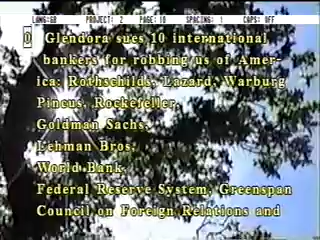 LANG:GB PROJECT: 2 PAGE:10 SPACING: 1 CAPS: OFF
0 Glendora sues 10 international
bankers for robbing us of Amer-
ica: Rothschilds, Lazard, Warburg
Pincus, Rockefeller,
Goldman Sachs,
Lehman Bros,
World Bank,
Federal Reserve System, Greenspan
Council on Foreign Relations and